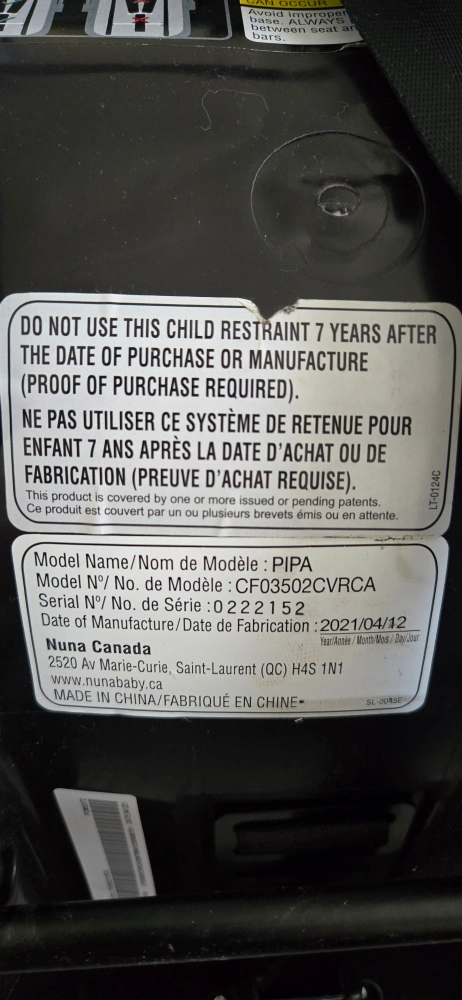 CAN OCCUR
Avoid improper
base. ALWAYS
between seat an
bars.
DO NOT USE THIS CHILD RESTRAINT 7 YEARS AFTER
THE DATE OF PURCHASE OR MANUFACTURE
(PROOF OF PURCHASE REQUIRED).
NE PAS UTILISER CE SYSTÈME DE RETENUE POUR
ENFANT 7 ANS APRÈS LA DATE D'ACHAT OU DE
FABRICATION (PREUVE D'ACHAT REQUISE).
This product is covered by one or more issued or pending patents.
Ce produit est couvert par un ou plusieurs brevets émis ou en attente.
LT-0124C
Model Name/Nom de Modèle : PIPA
Model Nº/ No. de Modèle : CF03502CVRCA
Serial Nº/ No. de Série : 0222152
Date of Manufacture/Date de Fabrication : 2021/04/12
Year/Année / Month/Mois / Day/Jour
Nuna Canada
2520 Av Marie-Curie, Saint-Laurent (QC) H4S 1N1
www.nunababy.ca
MADE IN CHINA/FABRIQUÉ EN CHINE